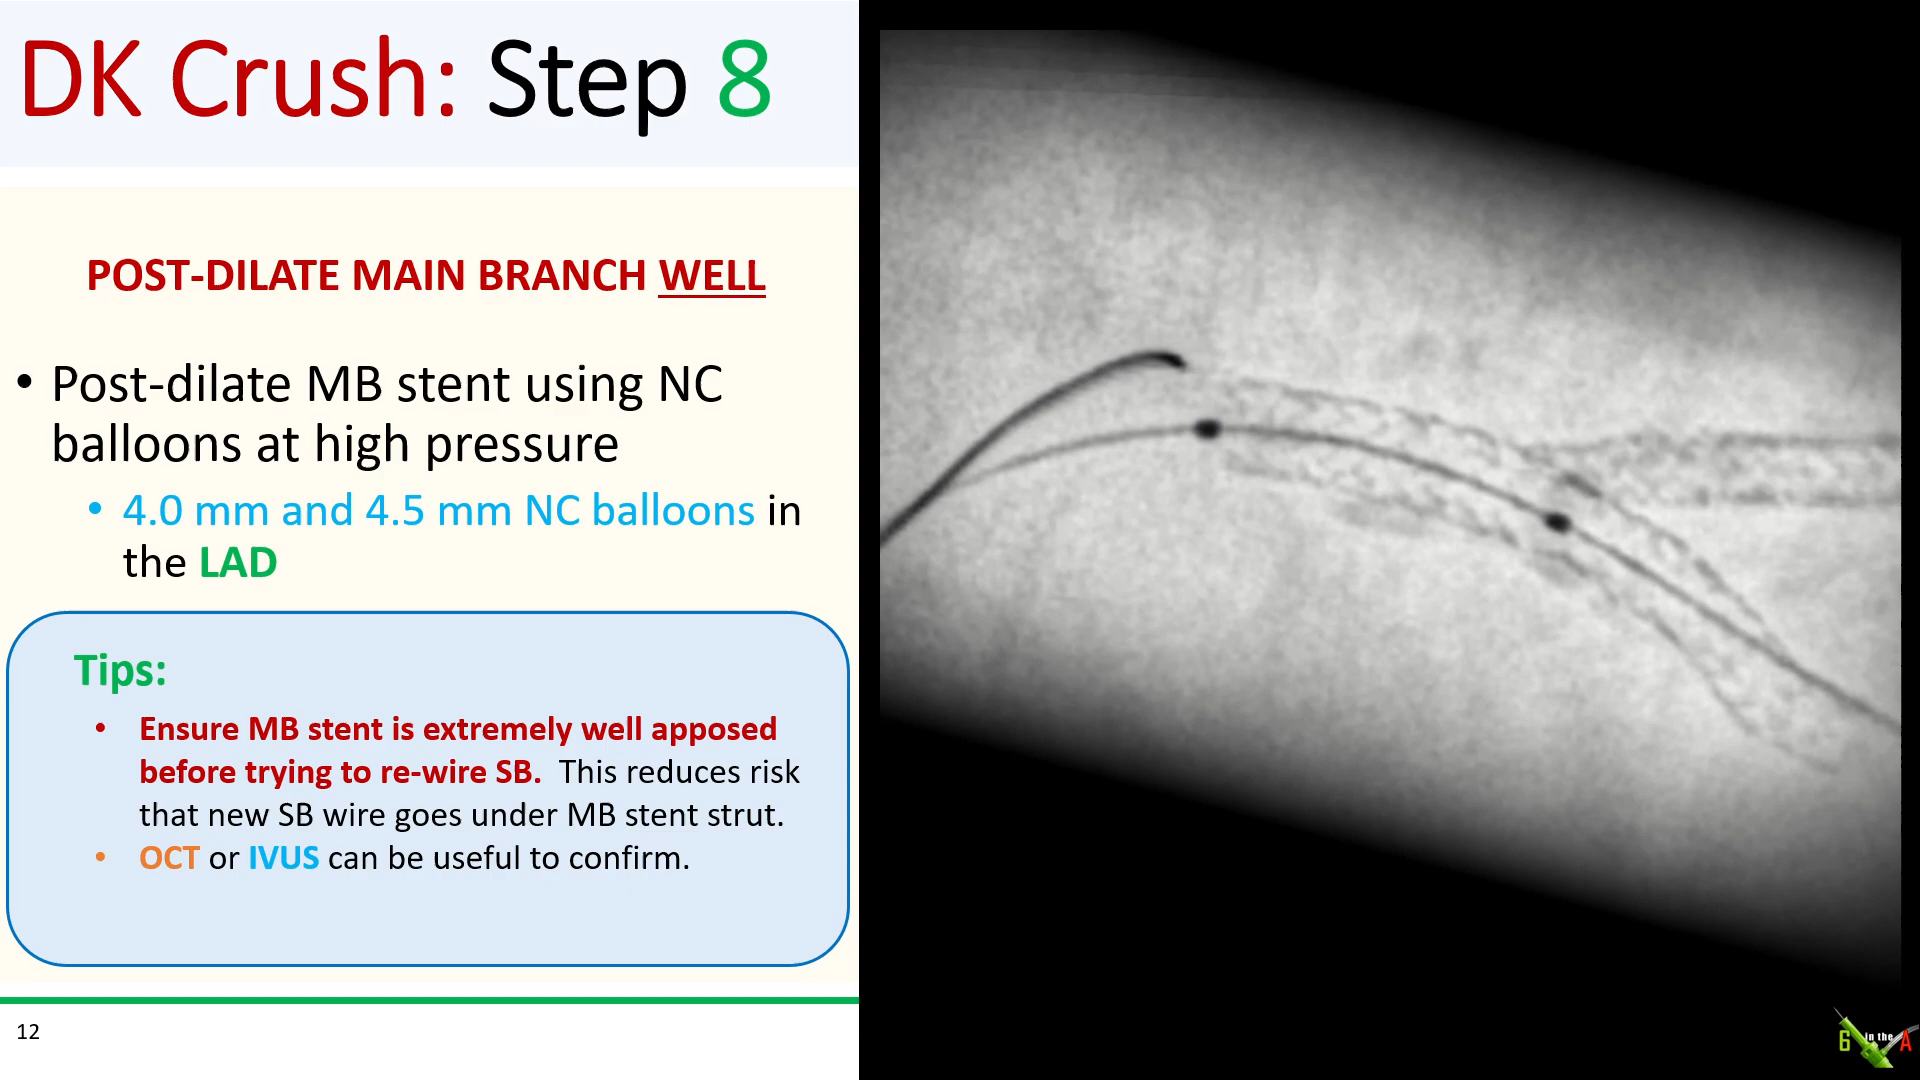 DK Crush: Step 8
POST-DILATE MAIN BRANCH WELL
• Post-dilate MB stent using NC
balloons at high pressure
• 4.0 mm and 4.5 mm NC balloons in
the LAD
Tips:
• Ensure MB stent is extremely well apposed
before trying to re-wire SB. This reduces risk
that new SB wire goes under MB stent strut.
• OCT or IVUS can be useful to confirm.
12
6 in the A